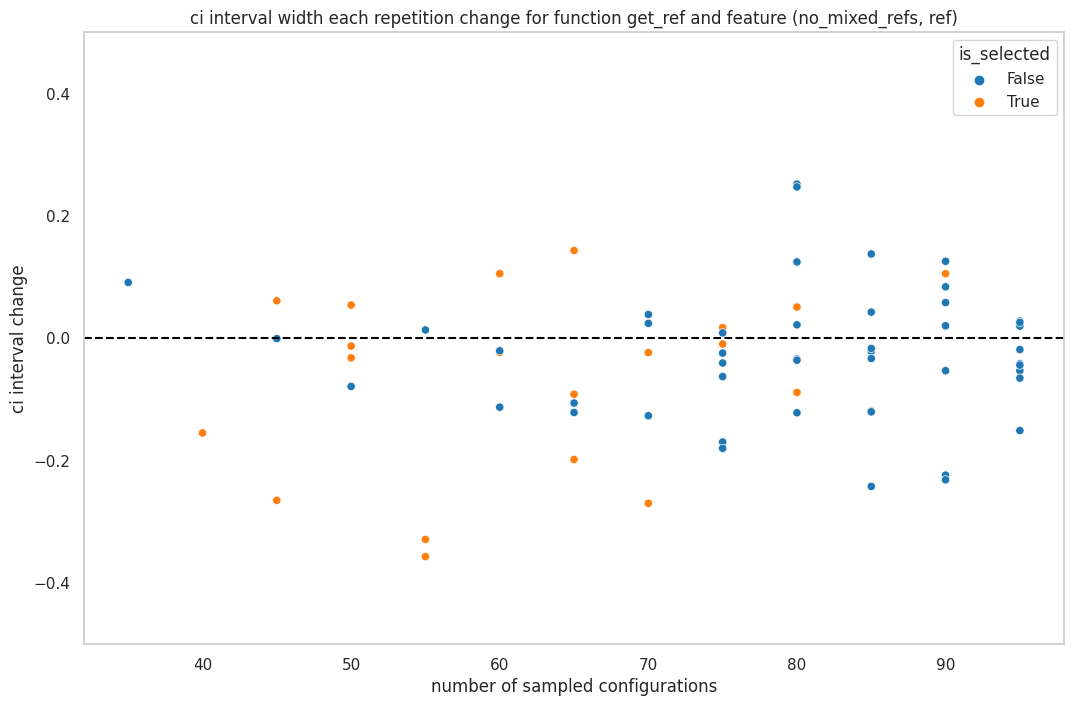 ci interval width each repetition change for function get_ref and feature (no_mixed_refs, ref)
is_selected
False
True
ci interval change
0.4
0.2
0.0
−0.2
−0.4
40
50
60
70
80
90
number of sampled configurations